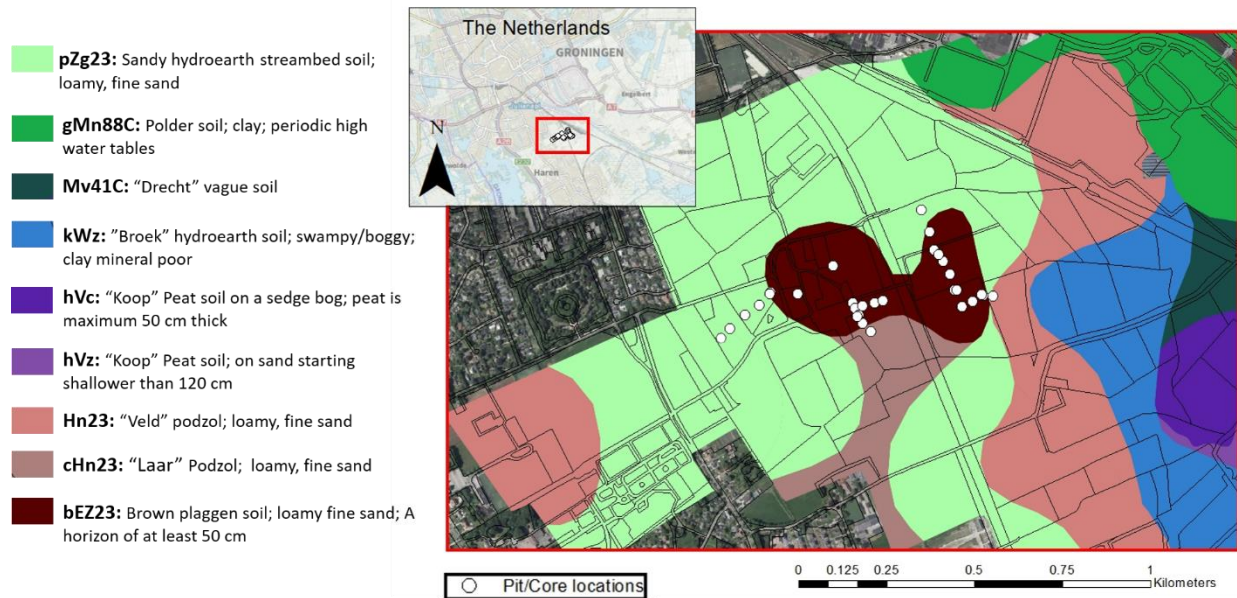 pZg23: Sandy hydroearth streambed soil;
loamy, fine sand
gMn88C: Polder soil; clay; periodic high
water tables
Mv41C: “Drecht” vague soil
kWz: ”Broek” hydroearth soil; swampy/boggy;
clay mineral poor
hVc: “Koop” Peat soil on a sedge bog; peat is
maximum 50 cm thick
hVz: “Koop” Peat soil; on sand starting
shallower than 120 cm
Hn23: “Veld” podzol; loamy, fine sand
cHn23: “Laar” Podzol; loamy, fine sand
bEZ23: Brown plaggen soil; loamy fine sand; A
horizon of at least 50 cm
The Netherlands
GRONINGEN
Engelbert
A7
N
A28
Haren
Pit/Core locations
0 0.125 0.25 0.5 0.75 1
Kilometers